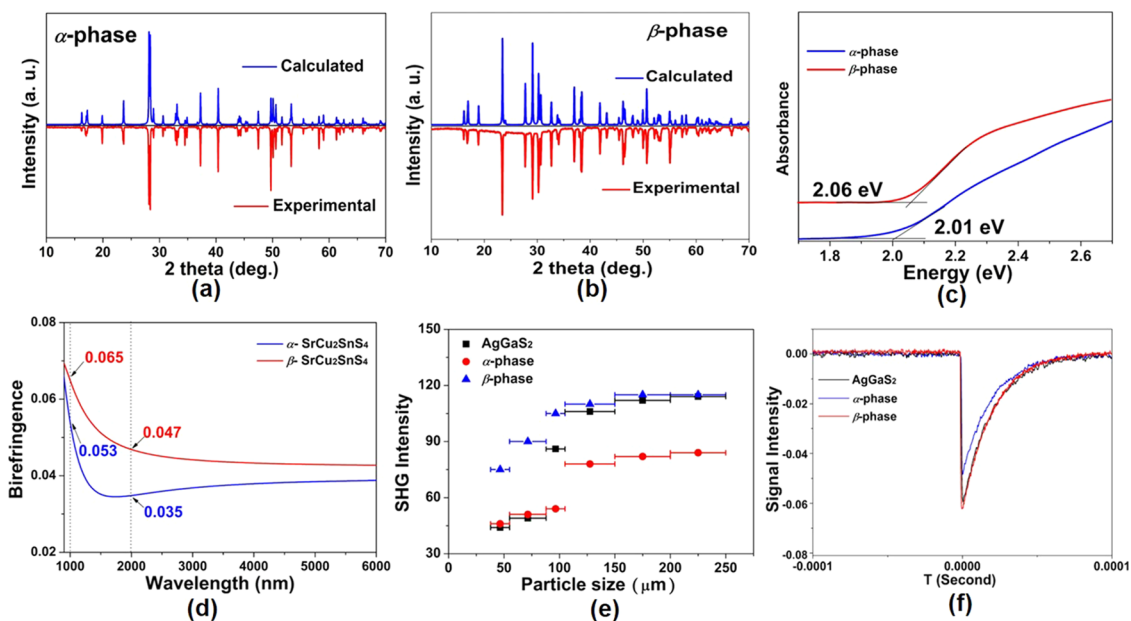 α-phase
Calculated
Experimental
Intensity (a. u.)
10 20 30 40 50 60 70
2 theta (deg.)
(a)
β-phase
Calculated
Experimental
Intensity (a. u.)
10 20 30 40 50 60 70
2 theta (deg.)
(b)
α-phase
β-phase
2.06 eV
2.01 eV
Absorbance
1.8 2.0 2.2 2.4 2.6
Energy (eV)
(c)
0.08
0.06
0.04
0.02
Birefringence
α- SrCu₂SnS₄
β- SrCu₂SnS₄
0.065
0.053
0.047
0.035
1000 2000 3000 4000 5000 6000
Wavelength (nm)
(d)
150
120
90
60
30
SHG Intensity
AgGaS₂
α-phase
β-phase
0 50 100 150 200 250
Particle size (μm)
(e)
0.00
-0.02
-0.04
-0.06
-0.08
Signal Intensity
AgGaS₂
α-phase
β-phase
-0.0001 0.0000 0.0001
T (Second)
(f)